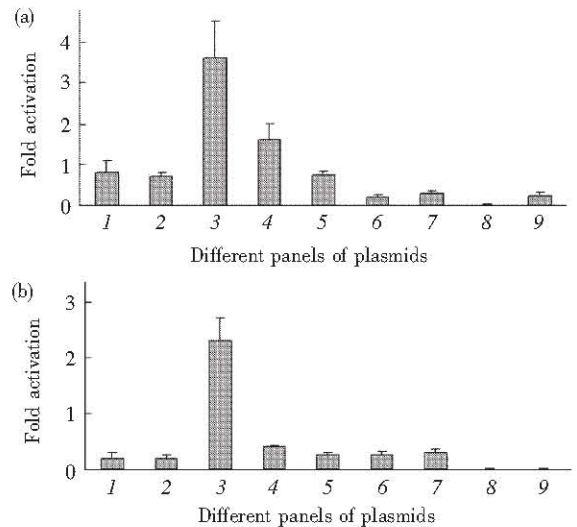 (a)
Fold activation
4
3
2
1
0
1 2 3 4 5 6 7 8 9
Different panels of plasmids
(b)
Fold activation
3
2
1
0
1 2 3 4 5 6 7 8 9
Different panels of plasmids